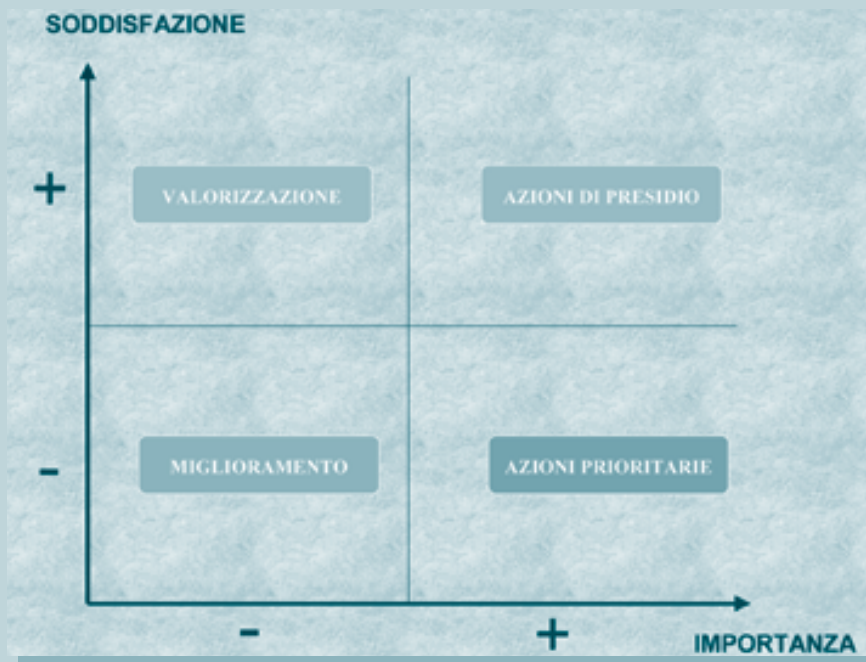 SODDISFAZIONE
+
VALORIZZAZIONE
AZIONI DI PRESIDIO
-
MIGLIORAMENTO
AZIONI PRIORITARIE
-
+
IMPORTANZA